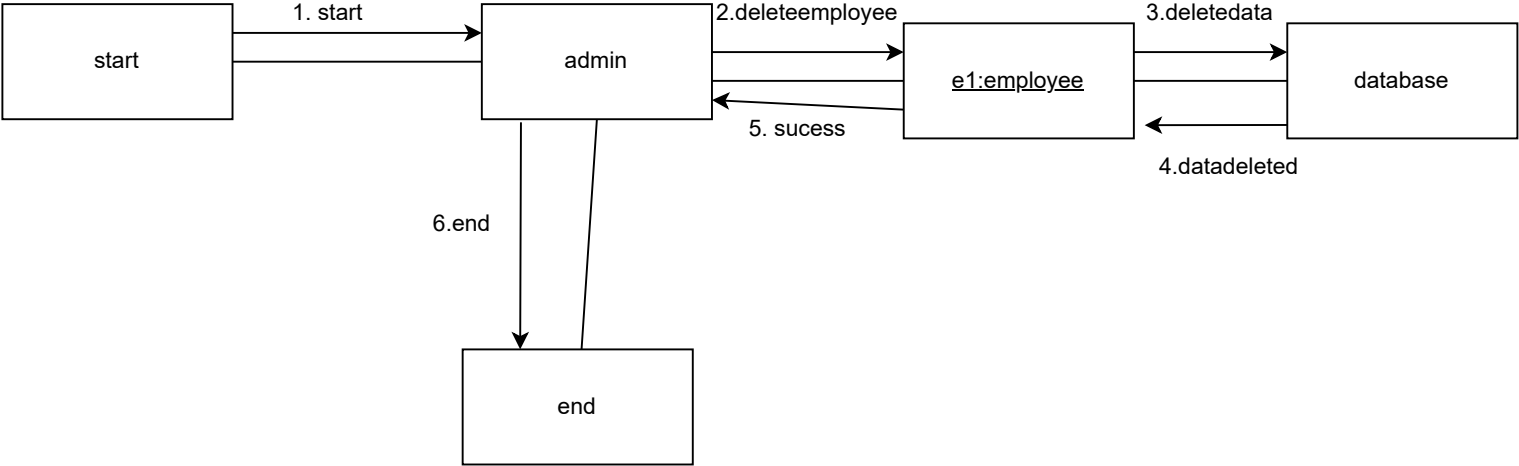 1. start
2.deleteemployee
3.deletedata
start
admin
e1:employee
database
5. sucess
4.datadeleted
6.end
end